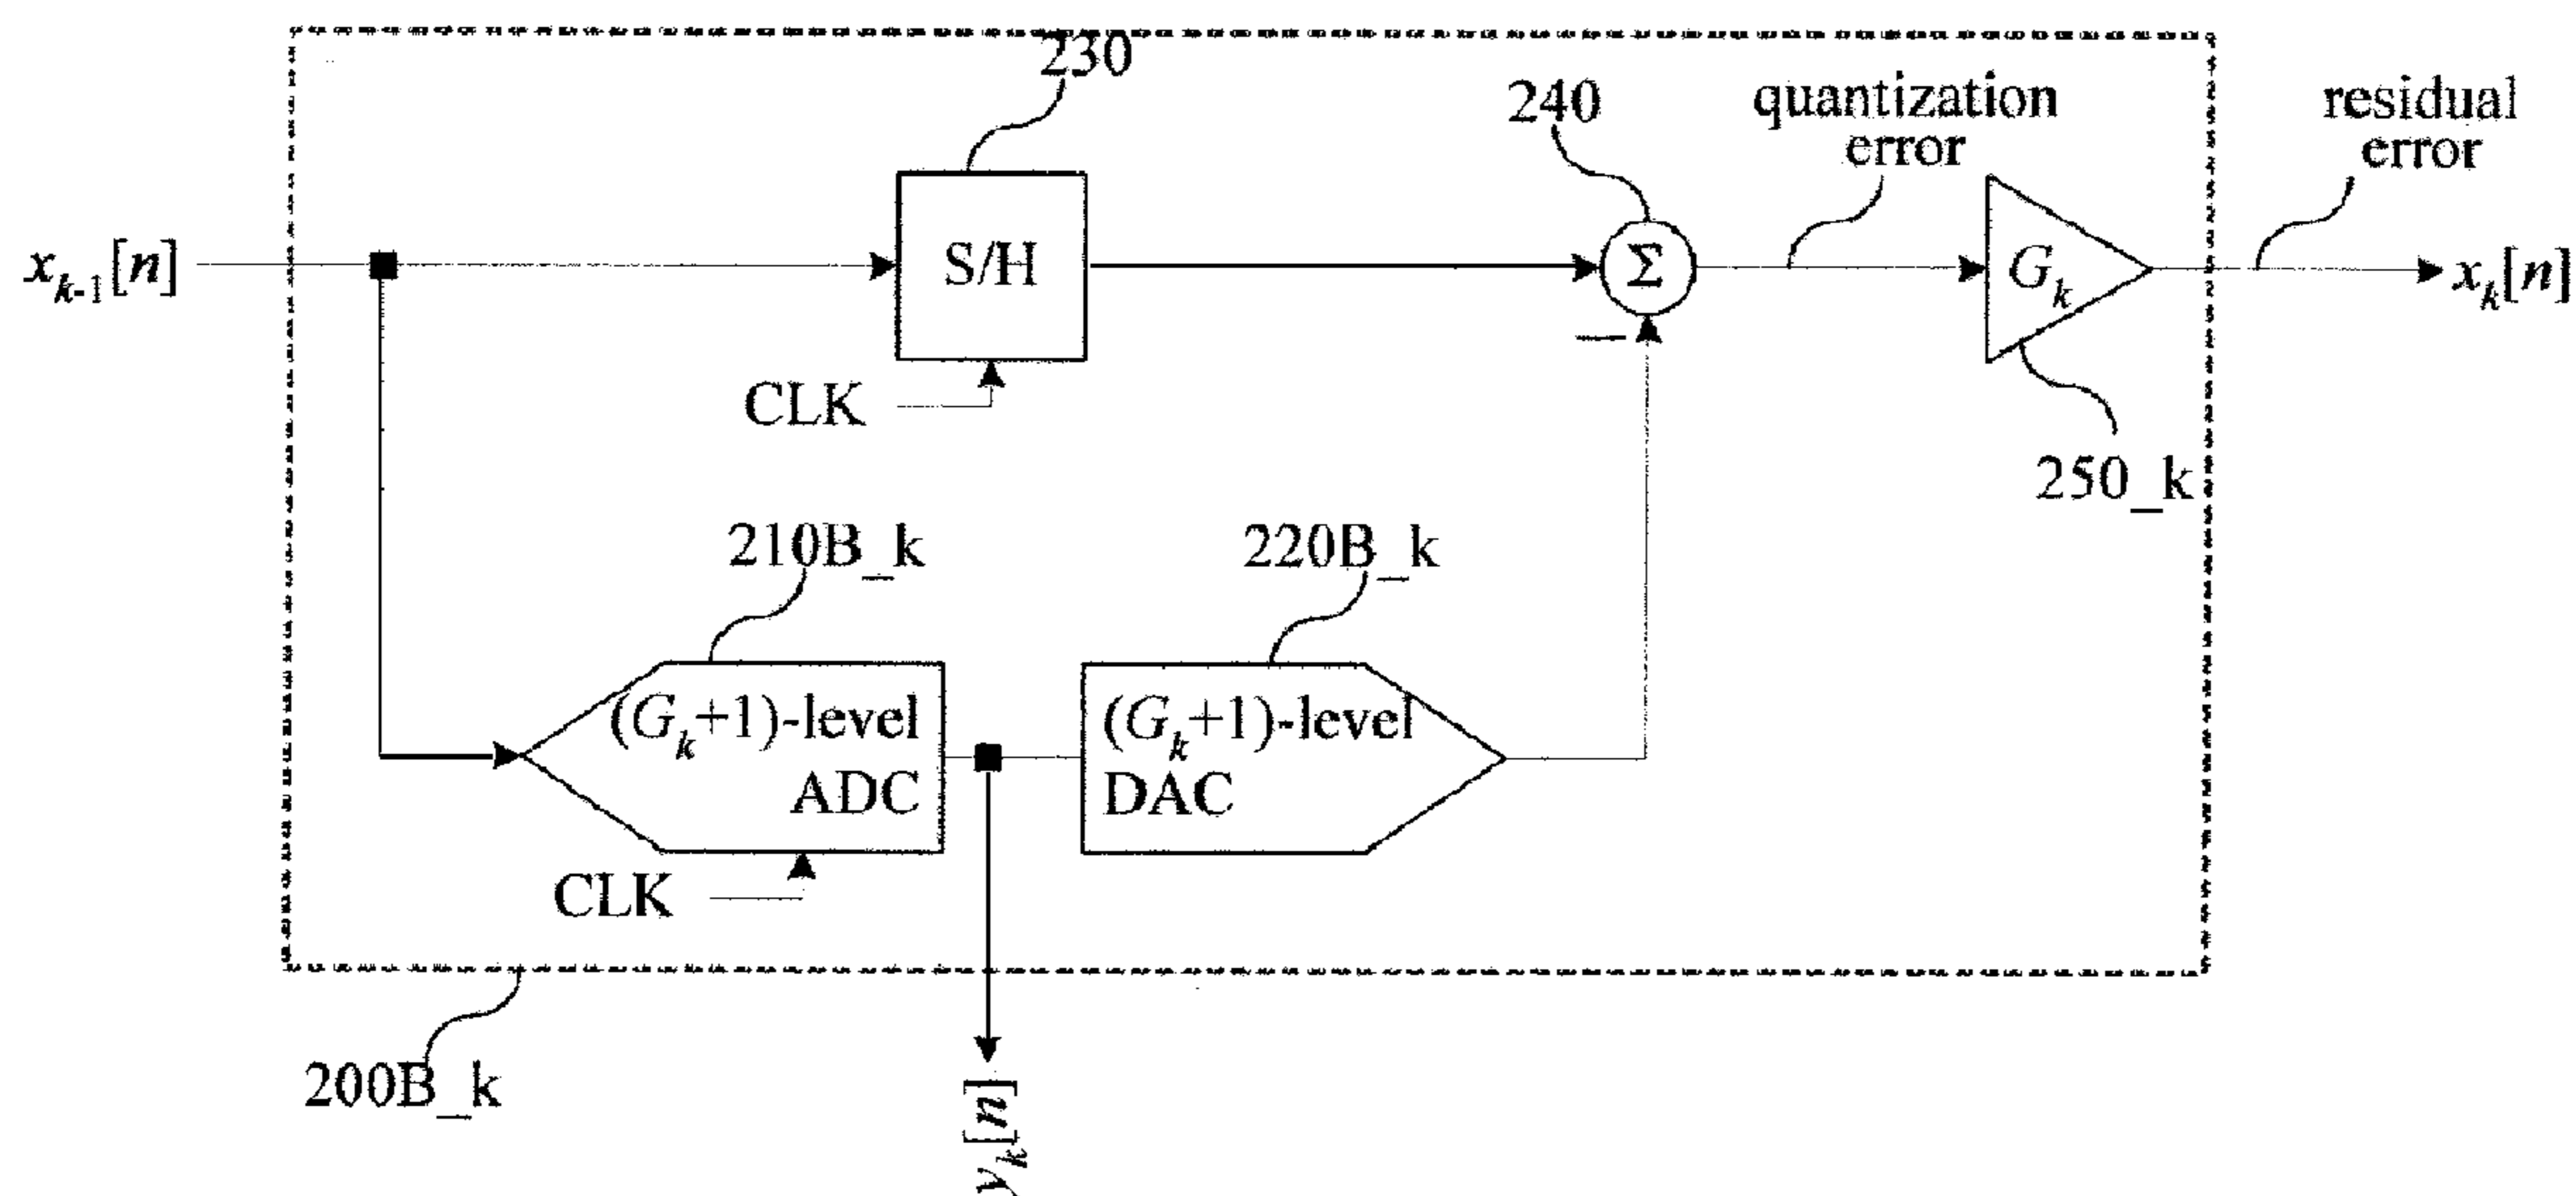 230
240
quantization
error
residual
error
x_{k-1}[n]
S/H
Σ
G_k
x_k[n]
CLK
–
250_k
210B_k
220B_k
(G_k+1)-level
ADC
(G_k+1)-level
DAC
CLK
200B_k
y_k[n]